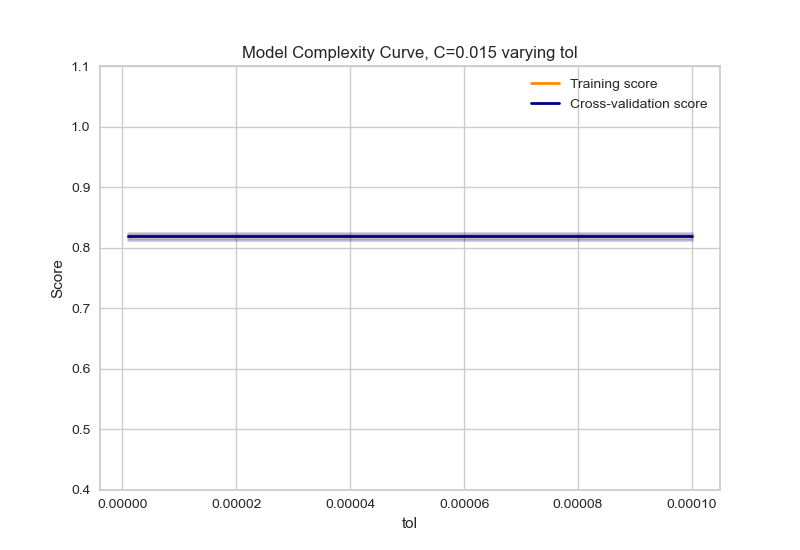 Model Complexity Curve, C=0.015 varying tol
Training score
Cross-validation score
1.1
1.0
0.9
0.8
0.7
0.6
0.5
0.4
Score
0.00000
0.00002
0.00004
0.00006
0.00008
0.00010
tol